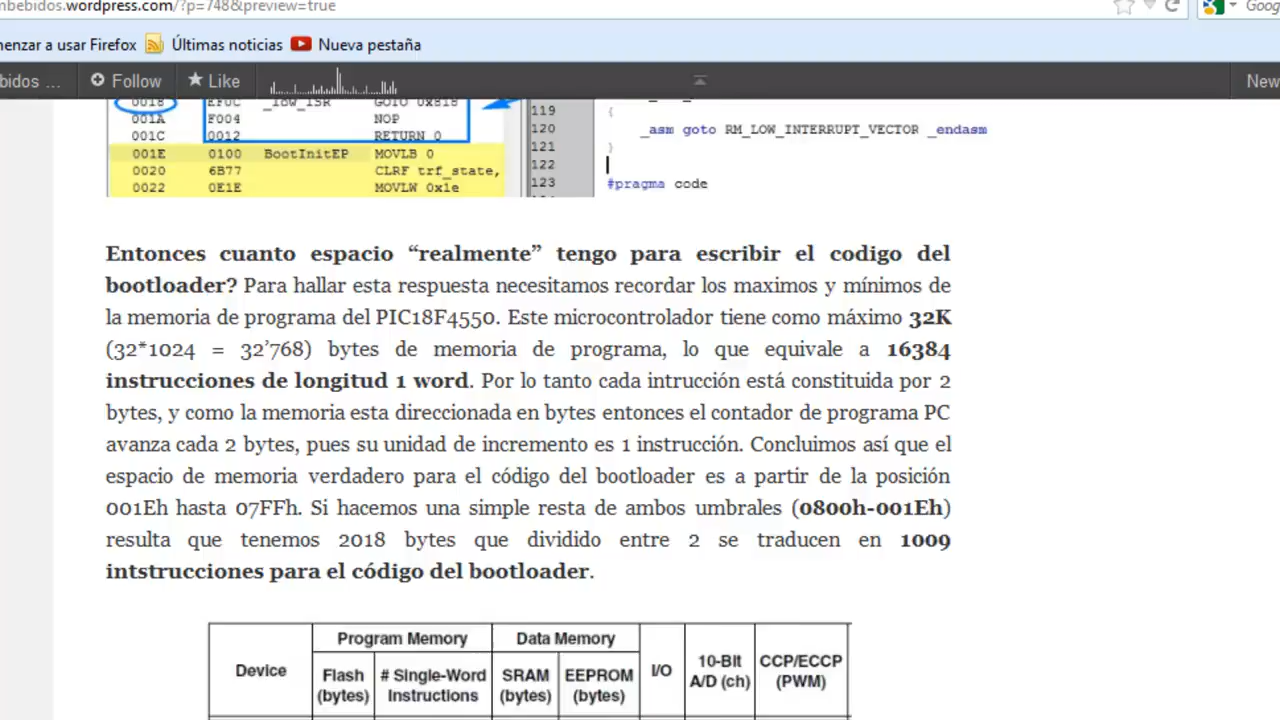 nbebidos.wordpress.com/?p=748&preview=true
Goog
menzar a usar Firefox Últimas noticias Nueva pestaña
bidos ... Follow Like New
0018 EF0C _low_ISR GOTO 0x818
001A F004 NOP
001C 0012 RETURN 0
001E 0100 BootInitEP MOVLB 0
0020 6B77 CLRF trf_state,
0022 0E1E MOVLW 0x1e
119 {
120 _asm goto RM_LOW_INTERRUPT_VECTOR _endasm
121 }
122
123 #pragma code
Entonces cuanto espacio “realmente” tengo para escribir el codigo del
bootloader? Para hallar esta respuesta necesitamos recordar los maximos y mínimos de
la memoria de programa del PIC18F4550. Este microcontrolador tiene como máximo 32K
(32*1024 = 32’768) bytes de memoria de programa, lo que equivale a 16384
instrucciones de longitud 1 word. Por lo tanto cada intrucción está constituida por 2
bytes, y como la memoria esta direccionada en bytes entonces el contador de programa PC
avanza cada 2 bytes, pues su unidad de incremento es 1 instrucción. Concluimos así que el
espacio de memoria verdadero para el código del bootloader es a partir de la posición
001Eh hasta 07FFh. Si hacemos una simple resta de ambos umbrales (0800h-001Eh)
resulta que tenemos 2018 bytes que dividido entre 2 se traducen en 1009
intstrucciones para el código del bootloader.
Device
Program Memory
Data Memory
Flash (bytes)
# Single-Word Instructions
SRAM (bytes)
EEPROM (bytes)
I/O
10-Bit A/D (ch)
CCP/ECCP (PWM)